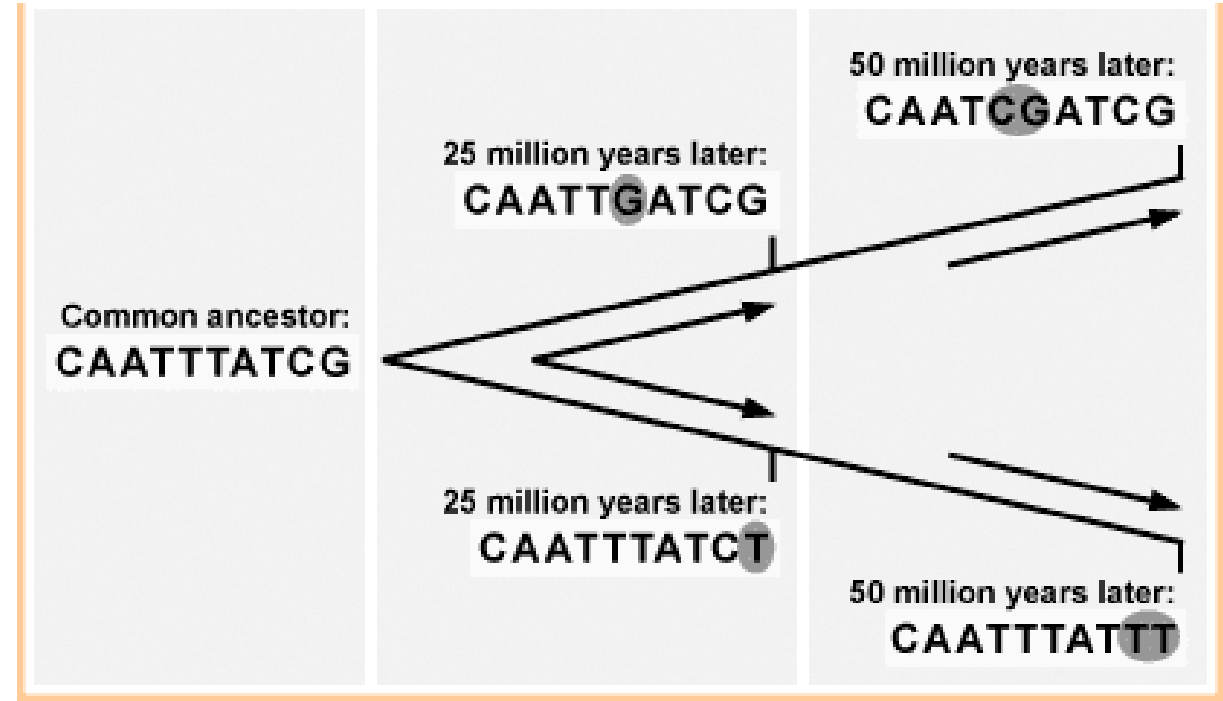 Common ancestor:
CAATTTATCG
25 million years later:
CAATTGATCG
25 million years later:
CAATTTATCT
50 million years later:
CAATCGATCG
50 million years later:
CAATTTATTT